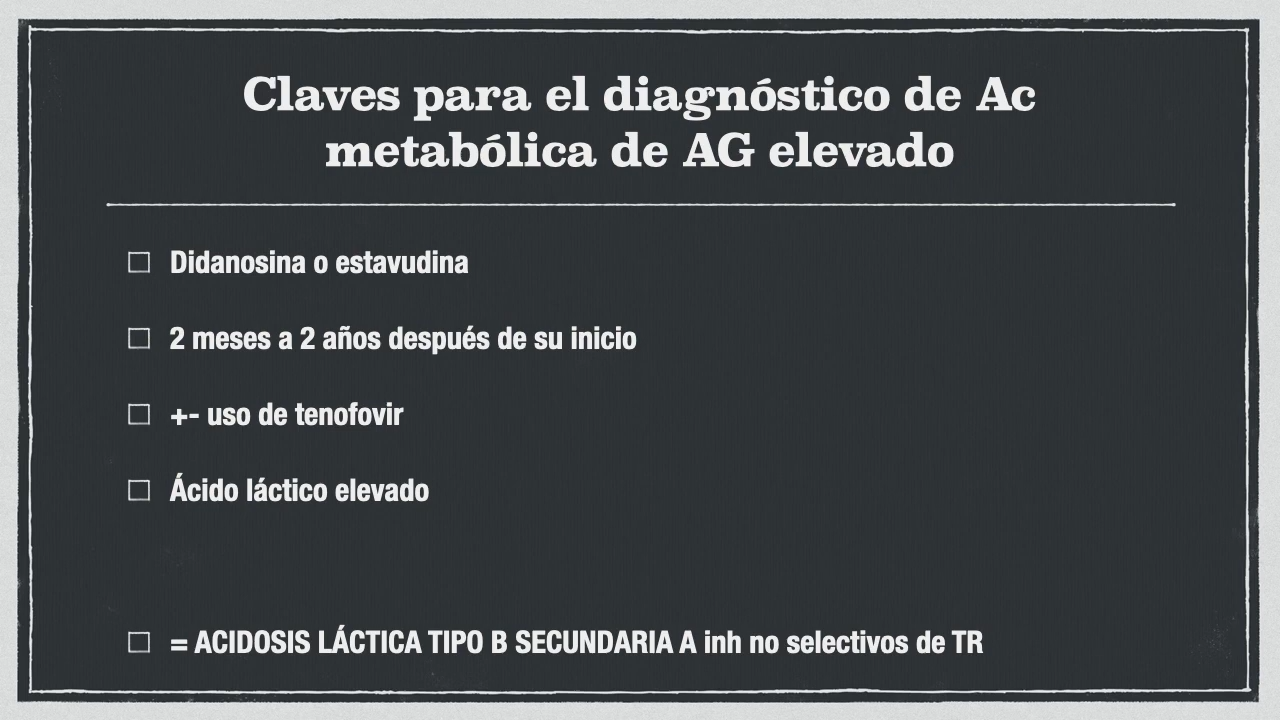 Claves para el diagnóstico de Ac
metabólica de AG elevado
Didanosina o estavudina
2 meses a 2 años después de su inicio
+- uso de tenofovir
Ácido láctico elevado
= ACIDOSIS LÁCTICA TIPO B SECUNDARIA A inh no selectivos de TR